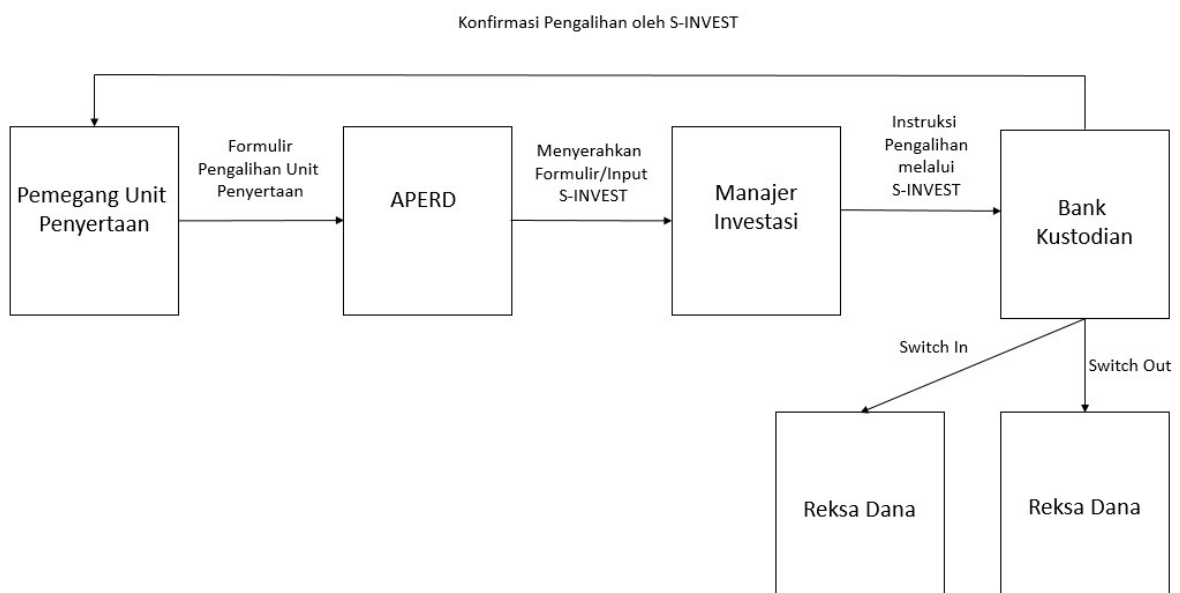 Konfirmasi Pengalihan oleh S-INVEST
Pemegang Unit
Penyertaan
Formulir
Pengalihan Unit
Penyertaan
APERD
Menyerahkan
Formulir/Input
S-INVEST
Manajer
Investasi
Instruksi
Pengalihan
melalui
S-INVEST
Bank
Kustodian
Switch In
Switch Out
Reksa Dana
Reksa Dana